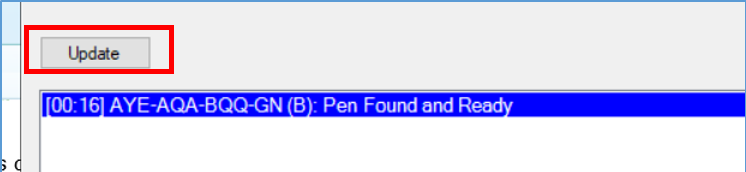 Update
[00:16] AYE-AQA-BQQ-GN (B): Pen Found and Ready
s c